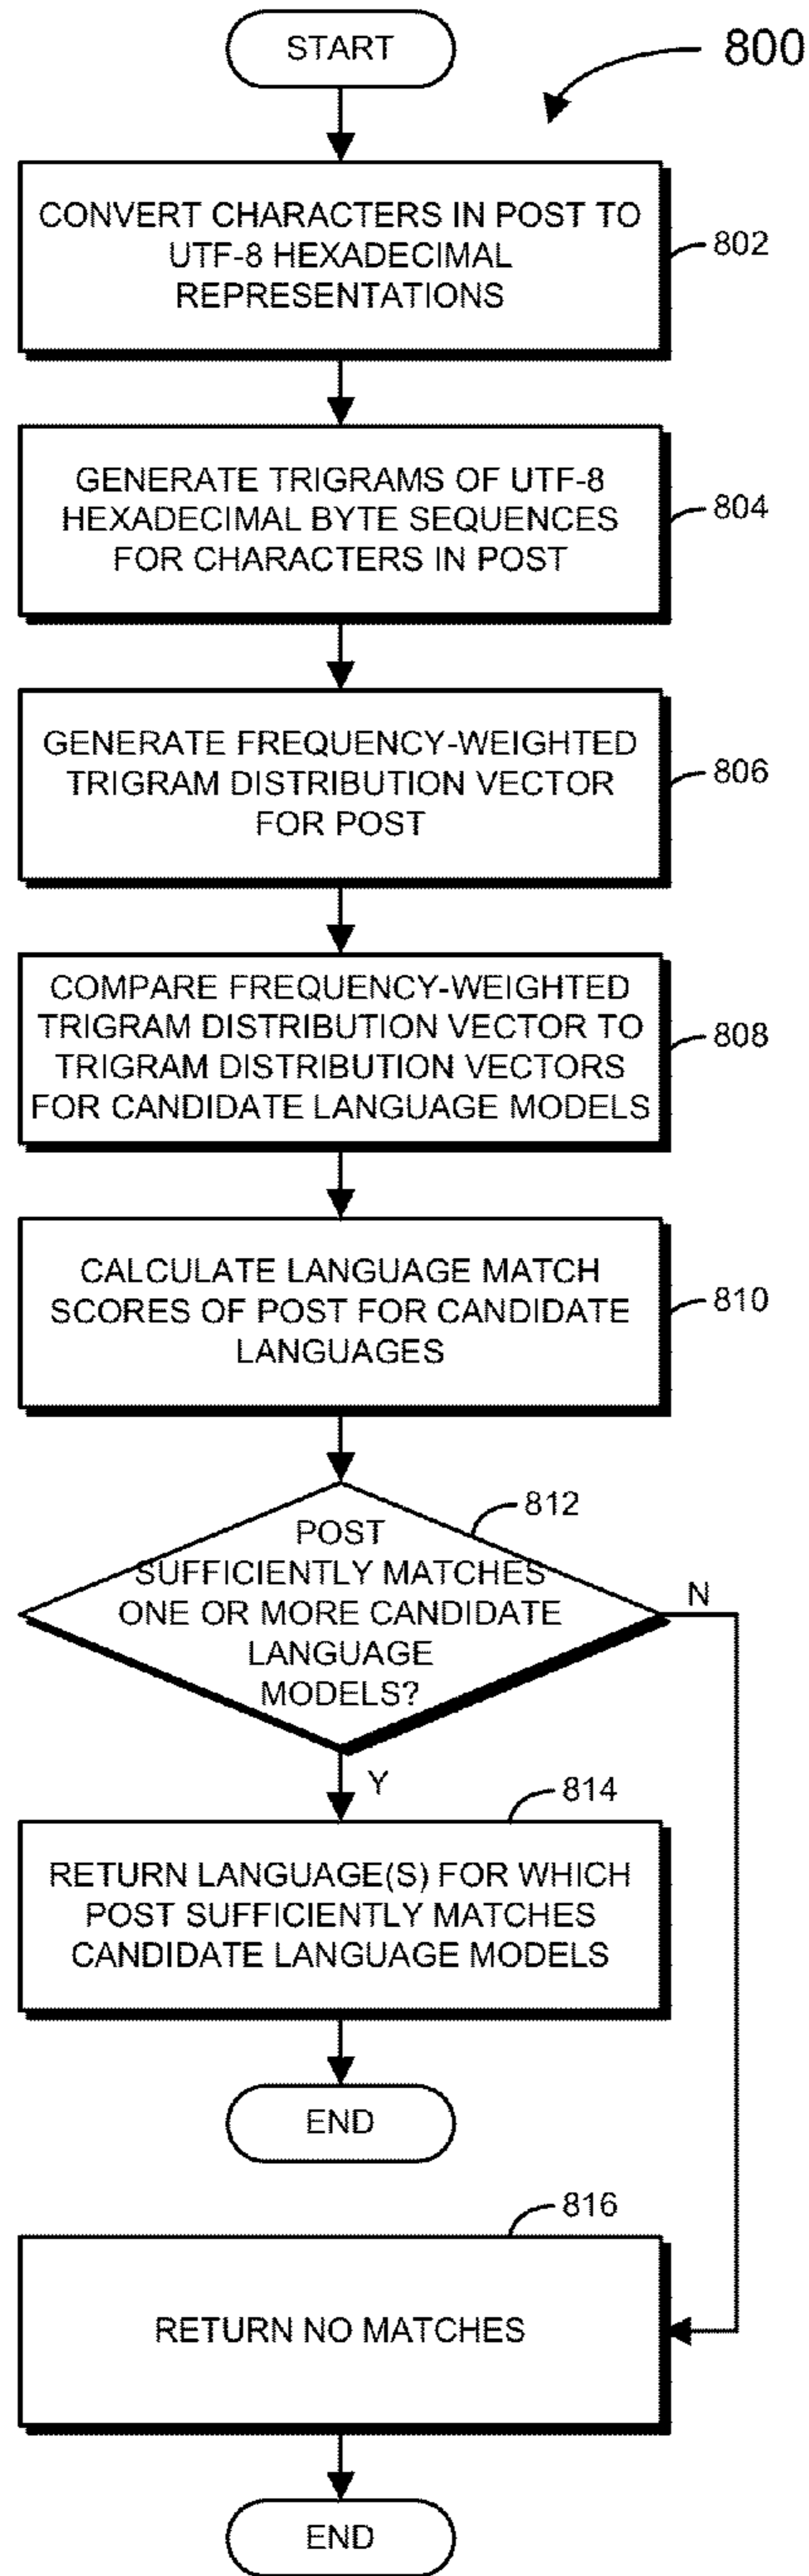 START
800
CONVERT CHARACTERS IN POST TO
UTF-8 HEXADECIMAL
REPRESENTATIONS
802
GENERATE TRIGRAMS OF UTF-8
HEXADECIMAL BYTE SEQUENCES
FOR CHARACTERS IN POST
804
GENERATE FREQUENCY-WEIGHTED
TRIGRAM DISTRIBUTION VECTOR
FOR POST
806
COMPARE FREQUENCY-WEIGHTED
TRIGRAM DISTRIBUTION VECTOR TO
TRIGRAM DISTRIBUTION VECTORS
FOR CANDIDATE LANGUAGE MODELS
808
CALCULATE LANGUAGE MATCH
SCORES OF POST FOR CANDIDATE
LANGUAGES
810
812
POST
SUFFICIENTLY MATCHES
ONE OR MORE CANDIDATE
LANGUAGE
MODELS?
N
Y
814
RETURN LANGUAGE(S) FOR WHICH
POST SUFFICIENTLY MATCHES
CANDIDATE LANGUAGE MODELS
END
816
RETURN NO MATCHES
END